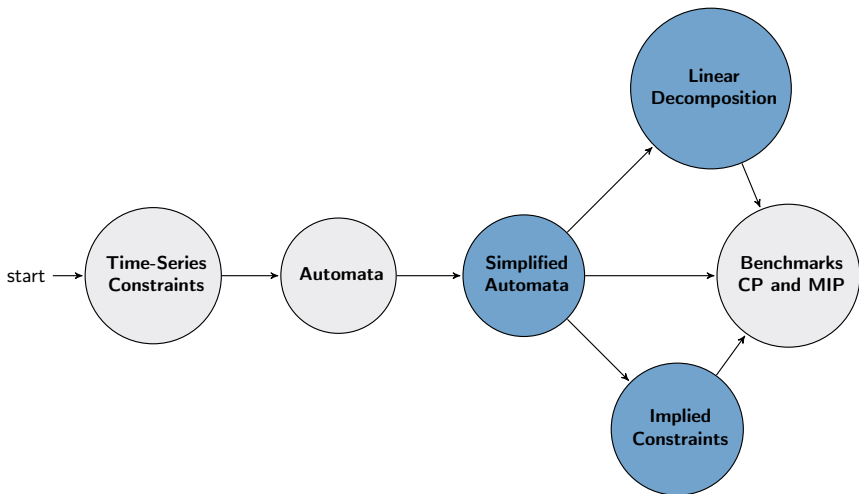 start
Time-Series
Constraints
Automata
Simplified
Automata
Linear
Decomposition
Implied
Constraints
Benchmarks
CP and MIP